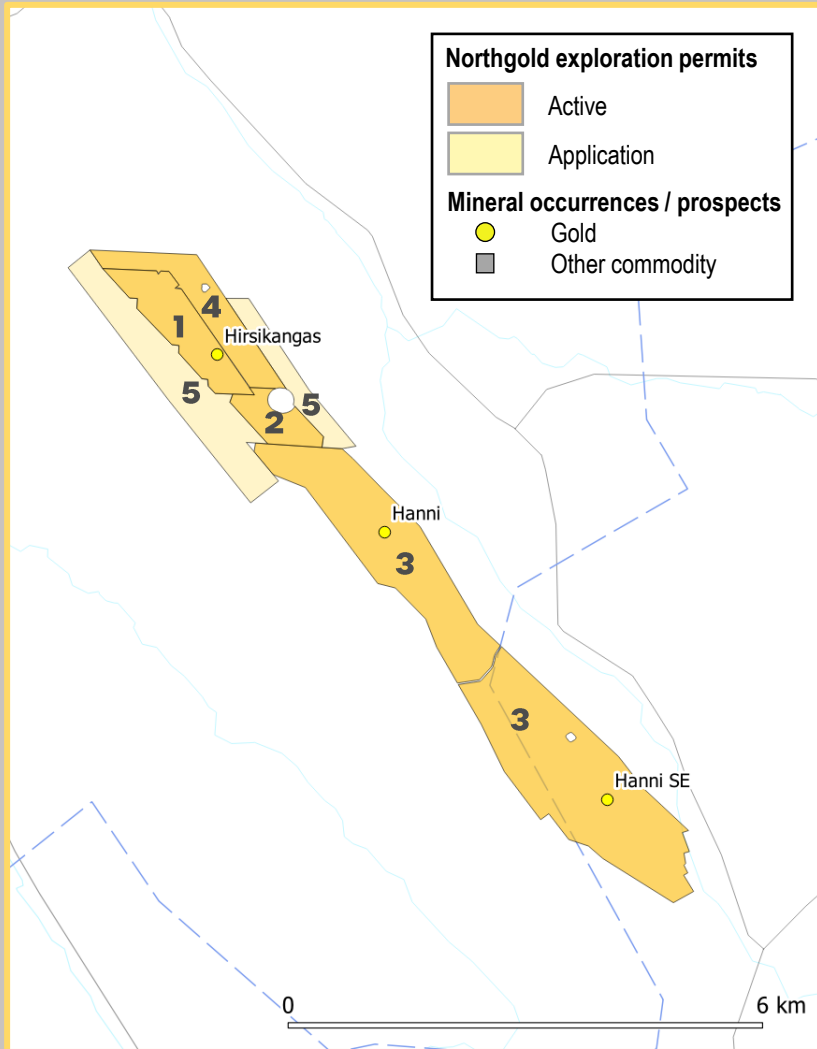 Northgold exploration permits
Active
Application
Mineral occurrences / prospects
Gold
Other commodity
4
1
Hirsikangas
5
5
2
Hanni
3
3
Hanni SE
0
6 km